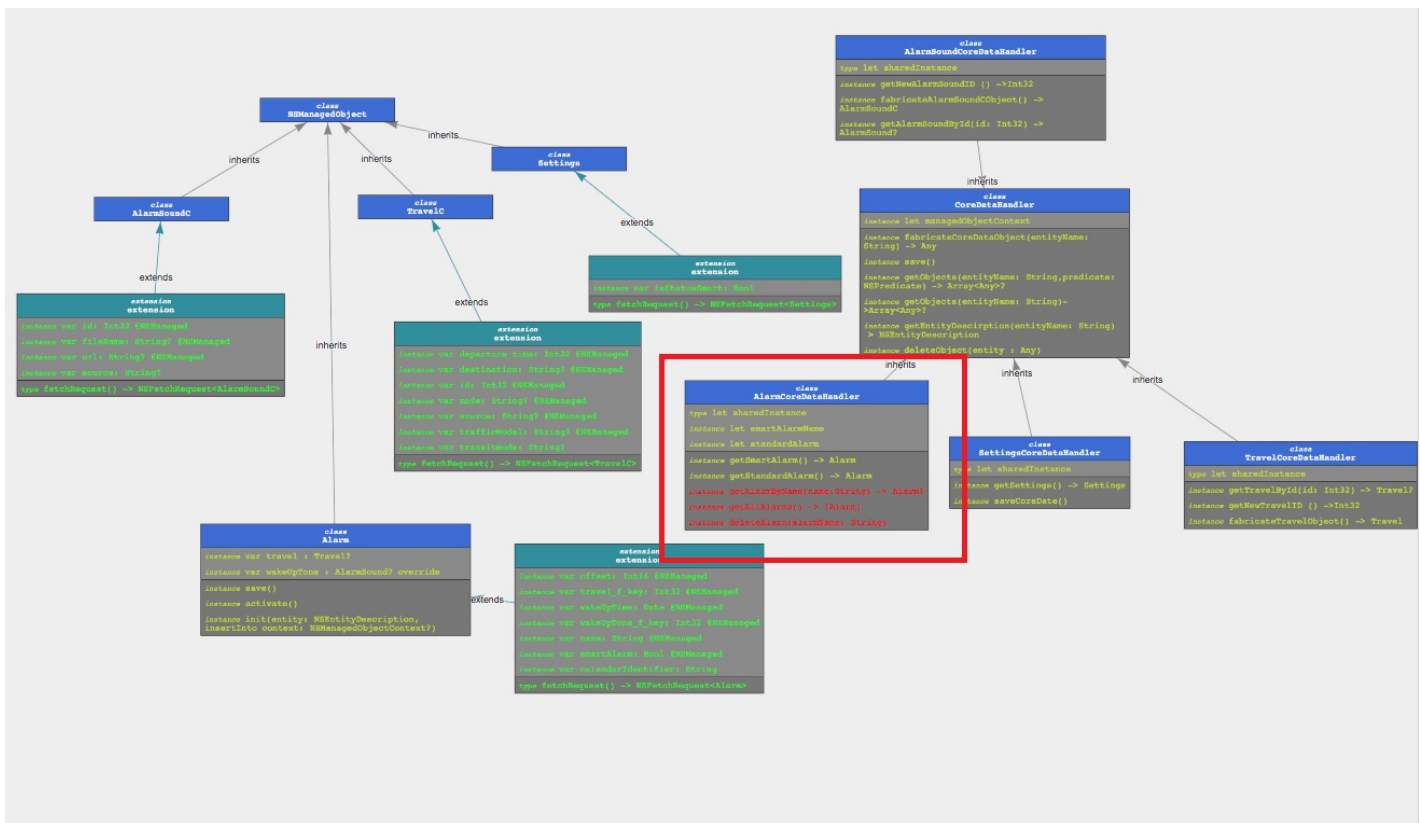 class
AlarmSoundCoreDataHandler
type let sharedInstance
instance getNewAlarmSoundID () ->Int32
instance fabricateAlarmSoundCObject() ->
AlarmSoundC
instance getAlarmSoundById(id: Int32) ->
AlarmSound?
class
NSManagedObject
inherits
inherits
inherits
class
Settings
inherits
class
CoreDataHandler
instance let managedObjectContext
instance fabricateCoreDataObject(entityName:
String) -> Any
instance save()
instance getObjects(entityName: String,predicate:
NSPredicate) -> Array<Any>?
instance getObjects(entityName: String)-
>Array<Any>?
instance getEntityDescirption(entityName: String)
> NSEntityDescription
instance deleteObject(entity : Any)
class
AlarmSoundC
class
TravelC
extends
extends
extends
extension
extension
instance var isStatusSmart: Bool
type fetchRequest() -> NSFetchRequest<Settings>
extension
extension
instance var id: Int32 @NSManaged
instance var fileName: String? @NSManaged
instance var url: String? @NSManaged
instance var source: String?
type fetchRequest() -> NSFetchRequest<AlarmSoundC>
inherits
extension
extension
instance var departure_time: Int32 @NSManaged
instance var destination: String? @NSManaged
instance var id: Int32 @NSManaged
instance var mode: String? @NSManaged
instance var source: String? @NSManaged
instance var trafficModel: String? @NSManaged
instance var transitmode: String?
type fetchRequest() -> NSFetchRequest<TravelC>
inherits
inherits
inherits
class
AlarmCoreDataHandler
type let sharedInstance
instance let smartAlarmName
instance let standardAlarm
instance getSmartAlarm() -> Alarm
instance getStandardAlarm() -> Alarm
instance getAlarmByName(name:String) -> Alarm?
instance getAllAlarms() -> [Alarm]
instance deleteAlarm(alarmName: String)
class
SettingsCoreDataHandler
type let sharedInstance
instance getSettings() -> Settings
instance saveCoreDate()
class
TravelCoreDataHandler
type let sharedInstance
instance getTravelById(id: Int32) -> Travel?
instance getNewTravelID () ->Int32
instance fabricateTravelObject() -> Travel
class
Alarm
instance var travel : Travel?
instance var wakeUpTone : AlarmSound? override
instance save()
instance activate()
instance init(entity: NSEntityDescription,
insertInto context: NSManagedObjectContext?)
extends
extension
extension
instance var offset: Int16 @NSManaged
instance var travel_f_key: Int32 @NSManaged
instance var wakeUpTime: Date @NSManaged
instance var wakeUpTone_f_key: Int32 @NSManaged
instance var name: String @NSManaged
instance var smartAlarm: Bool @NSManaged
instance var calendarIdentifier: String
type fetchRequest() -> NSFetchRequest<Alarm>